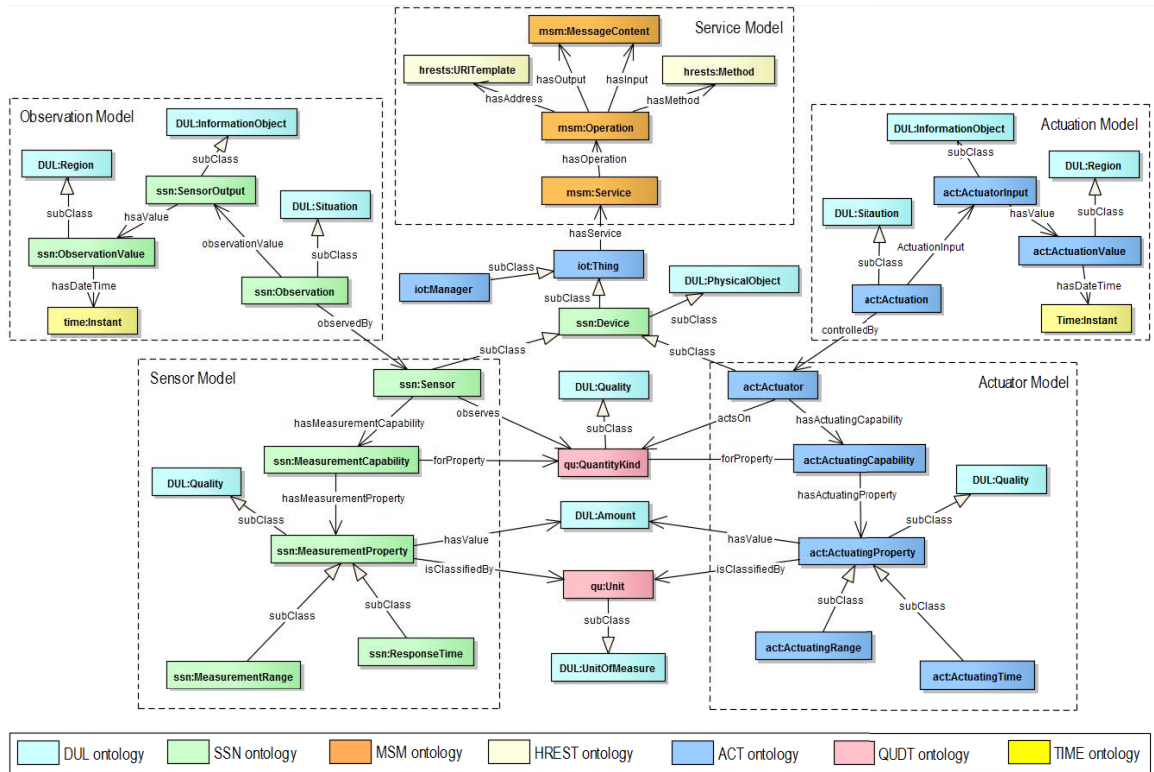 Service Model
msm:MessageContent
hrests:URITemplate
hrests:Method
hasOutput
hasInput
hasAddress
hasMethod
msm:Operation
hasOperation
msm:Service
hasService
Observation Model
DUL:InformationObject
subClass
DUL:Region
ssn:SensorOutput
subClass
hsaValue
DUL:Situation
observationValue
subClass
ssn:ObservationValue
hasDateTime
ssn:Observation
time:Instant
observedBy
Actuation Model
DUL:InformationObject
subClass
DUL:Region
act:ActuatorInput
hasValue
subClass
DUL:Sitaution
ActuationInput
subClass
act:ActuationValue
hasDateTime
act:Actuation
Time:Instant
controlledBy
iot:Thing
subClass
iot:Manager
subClass
DUL:PhysicalObject
ssn:Device
subClass
subClass
subClass
Sensor Model
ssn:Sensor
observes
hasMeasurementCapability
ssn:MeasurementCapability
forProperty
DUL:Quality
hasMeasurementProperty
subClass
ssn:MeasurementProperty
hasValue
isClassifiedBy
subClass
subClass
ssn:ResponseTime
ssn:MeasurementRange
DUL:Quality
subClass
qu:QuantityKind
DUL:Amount
qu:Unit
subClass
DUL:UnitOfMeasure
Actuator Model
act:Actuator
actsOn
hasActuatingCapability
forProperty
act:ActuatingCapability
DUL:Quality
hasActuatingProperty
subClass
hasValue
act:ActuatingProperty
isClassifiedBy
subClass
subClass
act:ActuatingRange
act:ActuatingTime
DUL ontology
SSN ontology
MSM ontology
HREST ontology
ACT ontology
QUDT ontology
TIME ontology